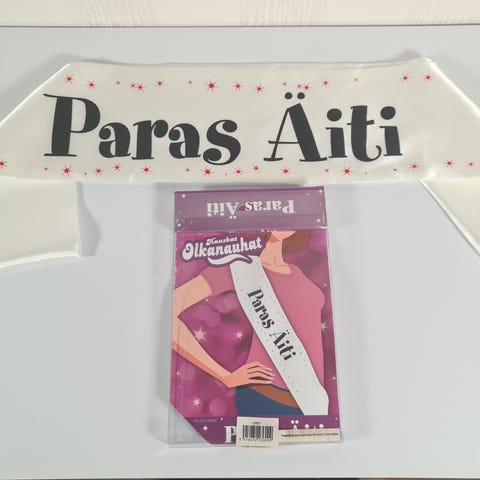 Paras Äiti
Paras Äiti
Hauskat
Olkanauhat
Paras Äiti